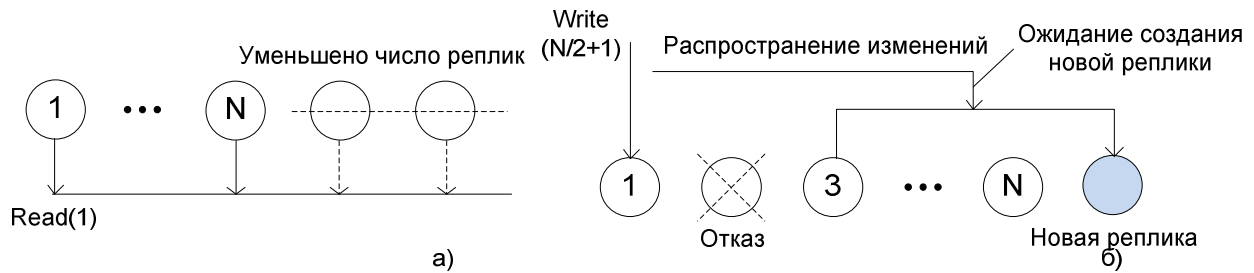 Уменьшено число реплик
1
N
Read(1)
а)
Write
(N/2+1)
Распространение изменений
Ожидание создания
новой реплики
1
3
N
Отказ
Новая реплика
б)